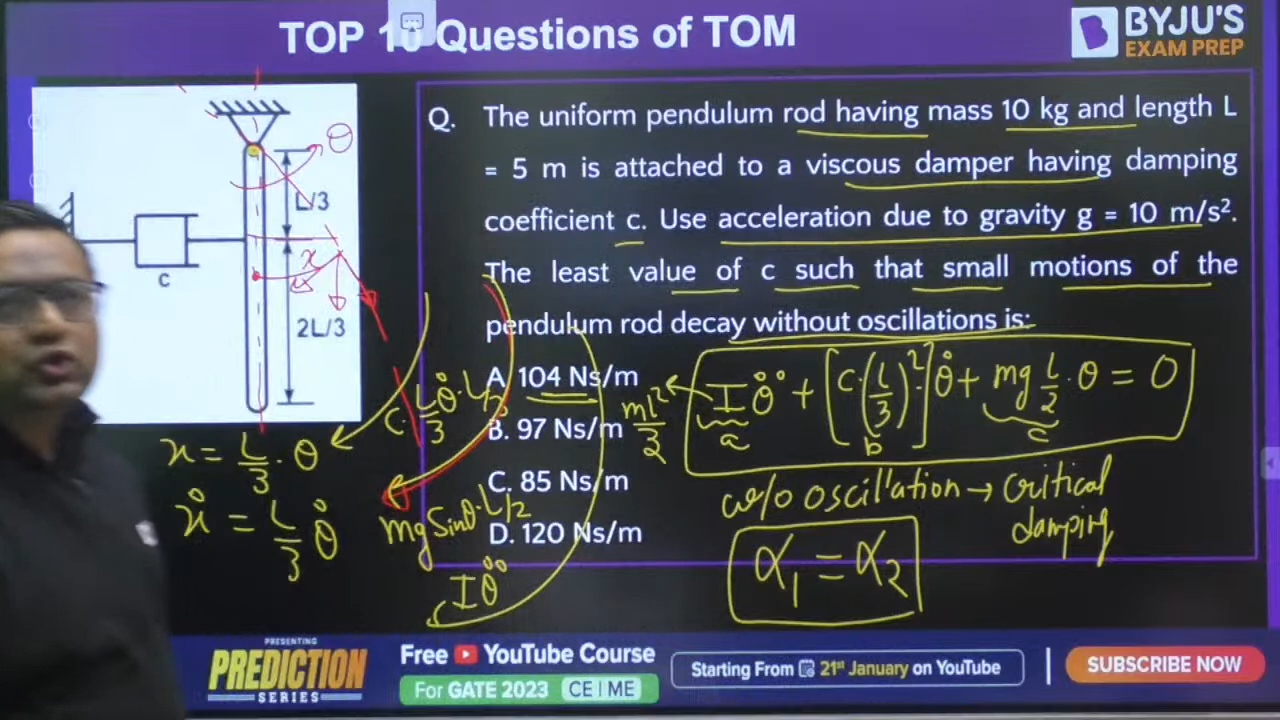 TOP 10 Questions of TOM
BYJU'S
EXAM PREP
Q. The uniform pendulum rod having mass 10 kg and length L
= 5 m is attached to a viscous damper having damping
coefficient c. Use acceleration due to gravity g = 10 m/s².
The least value of c such that small motions of the
pendulum rod decay without oscillations is:
A. 104 Ns/m
B. 97 Ns/m
C. 85 Ns/m
D. 120 Ns/m
θ
L/3
x
c
2L/3
x = L/3 · θ
ẋ = L/3 θ̇
c · L/3 θ̇ · L/3
mg sinθ · L/2
I θ̈
mL²/3
I θ̈ + [c · (L/3)²] θ̇ + mg L/2 · θ = 0
a b c
w/o oscillation → critical
damping
α₁ = α₂
PRESENTING
PREDICTION
SERIES
Free YouTube Course
For GATE 2023 CE | ME
Starting From 21st January on YouTube
SUBSCRIBE NOW